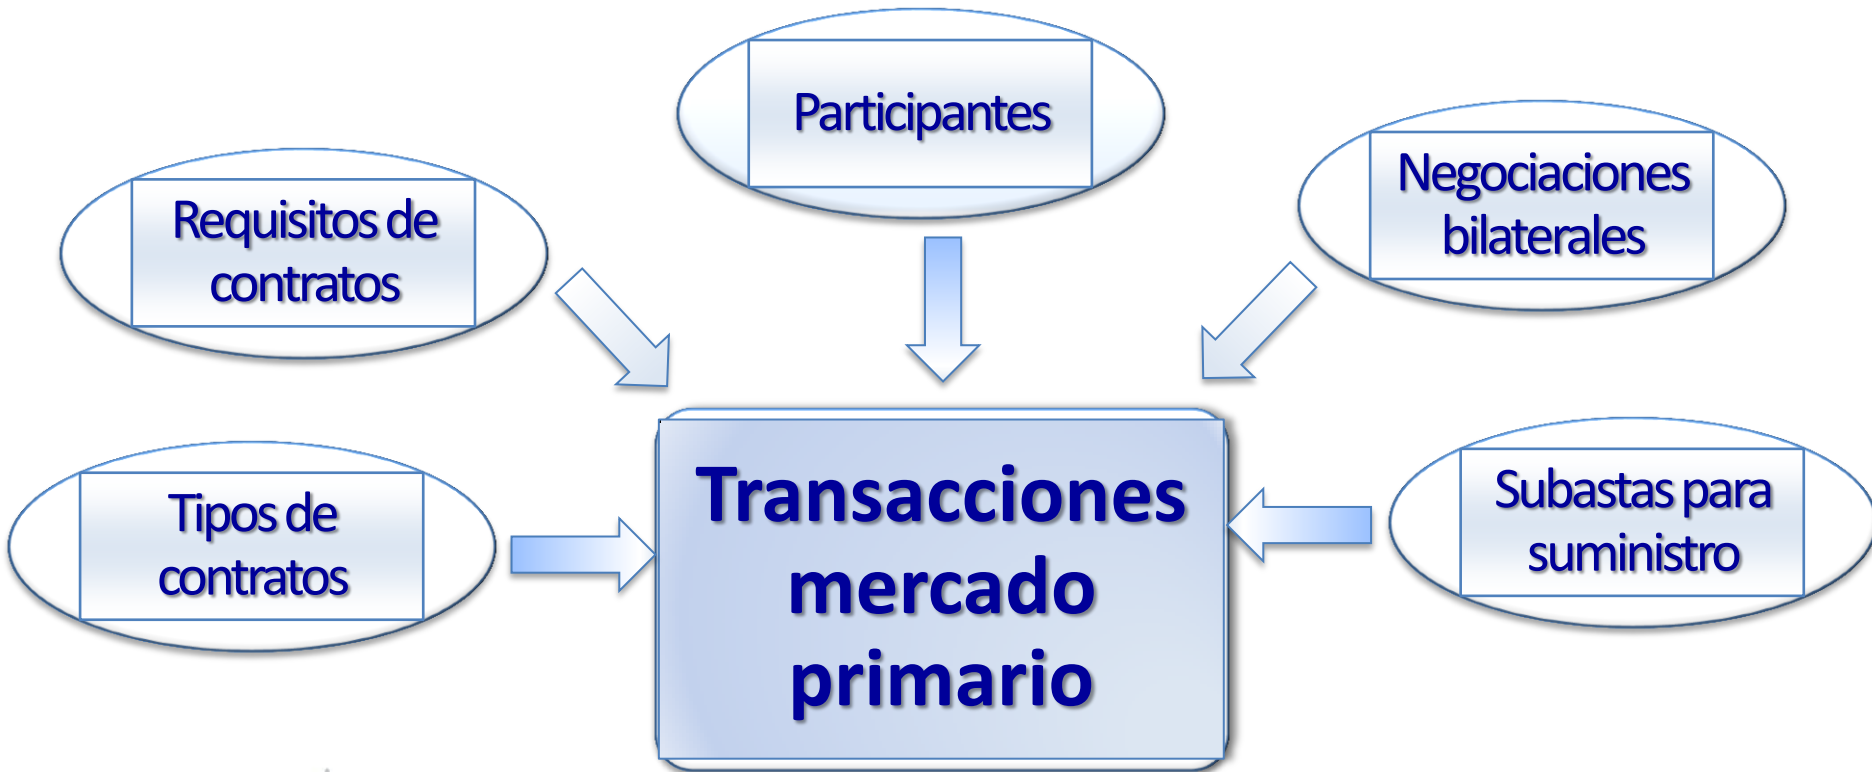 Participantes
Negociaciones
bilaterales
Requisitos de
contratos
Tipos de
contratos
Transacciones
mercado
primario
Subastas para
suministro